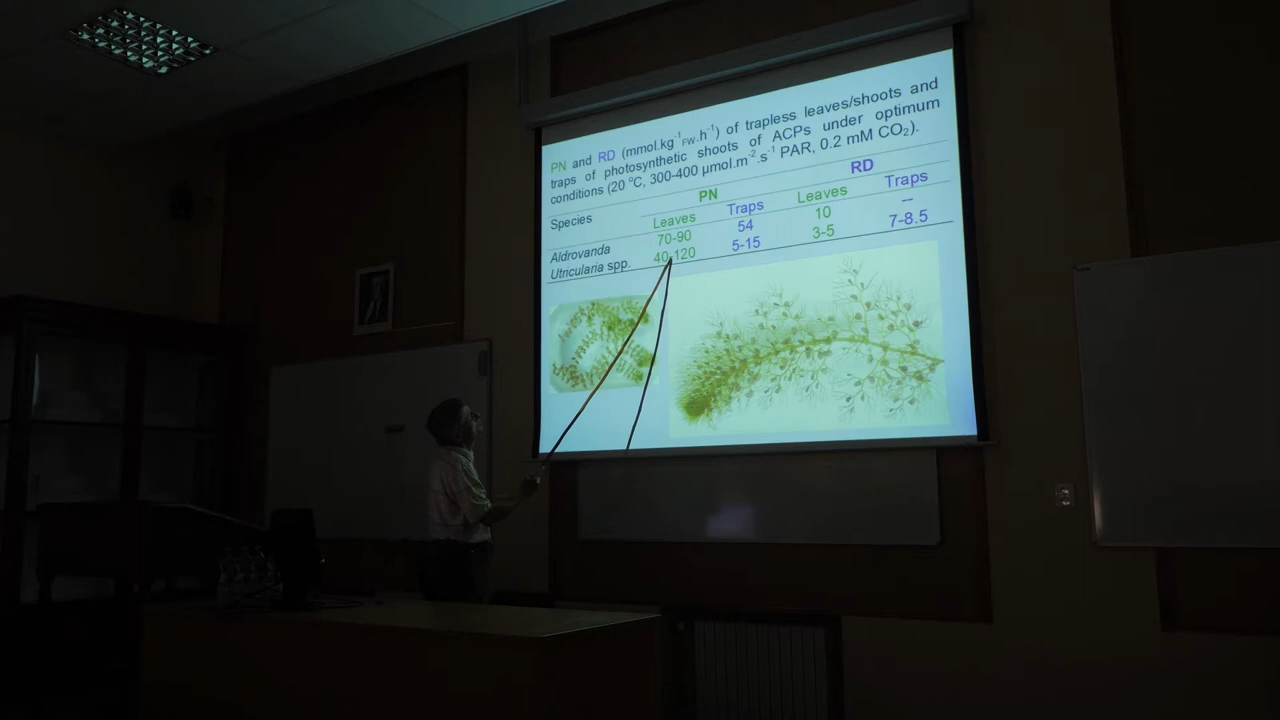 PN and RD (mmol.kg⁻¹FW.h⁻¹) of trapless leaves/shoots and
traps of photosynthetic shoots of ACPs under optimum
conditions (20 °C, 300-400 µmol.m⁻².s⁻¹ PAR, 0.2 mM CO₂).
PN RD
Species Leaves Traps Leaves Traps
Aldrovanda 70-90 54 10 --
Utricularia spp. 40-120 5-15 3-5 7-8.5